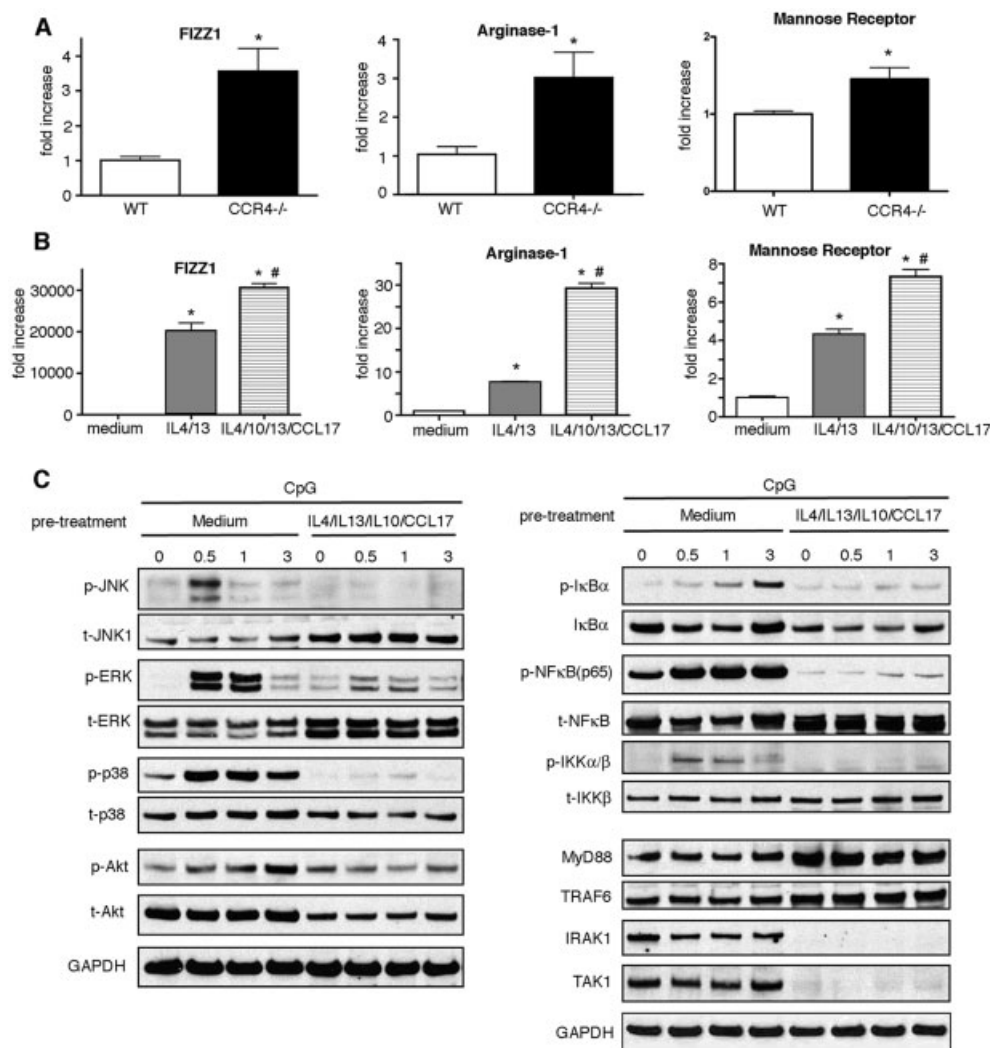 A
FIZZ1
fold increase
4
3
2
1
0
WT
CCR4-/-
*
Arginase-1
fold increase
4
3
2
1
0
WT
CCR4-/-
*
Mannose Receptor
fold increase
2
1
0
WT
CCR4-/-
*
B
FIZZ1
fold increase
30000
20000
10000
0
medium
IL4/13
IL4/10/13/CCL17
*
* #
Arginase-1
fold increase
30
20
10
0
medium
IL4/13
IL4/10/13/CCL17
*
* #
Mannose Receptor
fold increase
8
6
4
2
0
medium
IL4/13
IL4/10/13/CCL17
*
* #
C
CpG
pre-treatment
Medium
IL4/IL13/IL10/CCL17
0 0.5 1 3 0 0.5 1 3
p-JNK
t-JNK1
p-ERK
t-ERK
p-p38
t-p38
p-Akt
t-Akt
GAPDH
CpG
pre-treatment
Medium
IL4/IL13/IL10/CCL17
0 0.5 1 3 0 0.5 1 3
p-IκBα
IκBα
p-NFκB(p65)
t-NFκB
p-IKKα/β
t-IKKβ
MyD88
TRAF6
IRAK1
TAK1
GAPDH